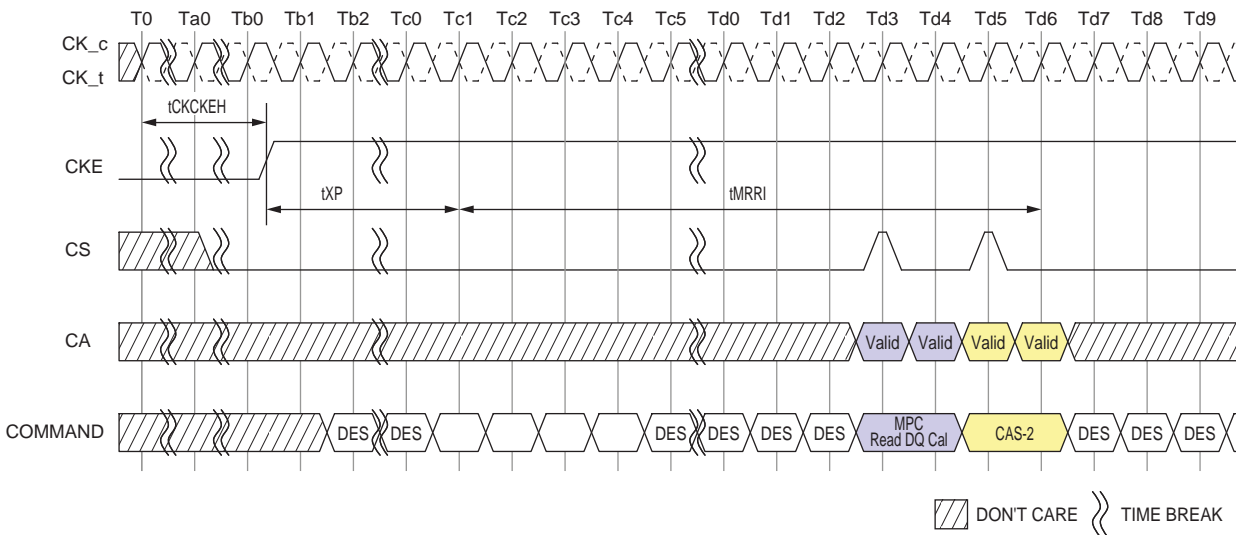 T0 Ta0 Tb0 Tb1 Tb2 Tc0 Tc1 Tc2 Tc3 Tc4 Tc5 Td0 Td1 Td2 Td3 Td4 Td5 Td6 Td7 Td8 Td9
CK_c
CK_t
tCKCKEH
CKE
tXP tMRRI
CS
CA Valid Valid Valid Valid
COMMAND DES DES DES DES DES DES MPC Read DQ Cal CAS-2 DES DES DES
DON'T CARE TIME BREAK